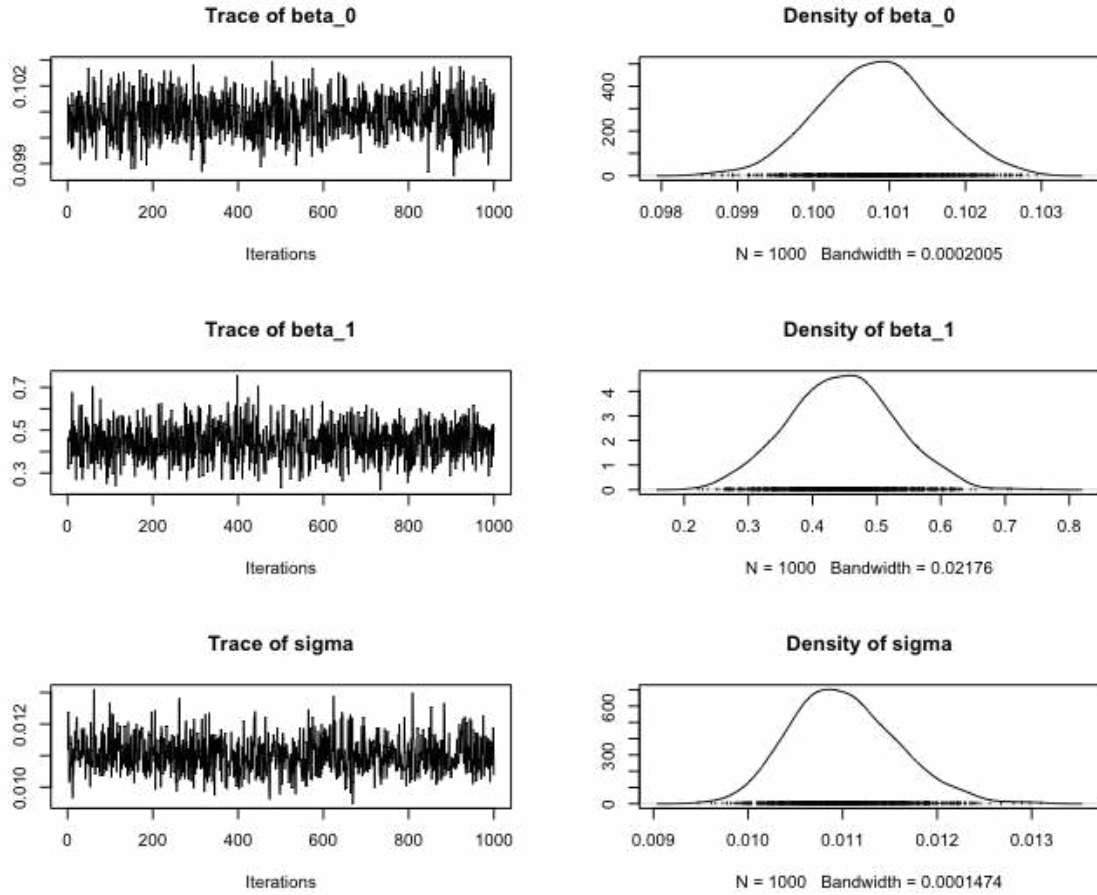 Trace of beta_0
0.102
0.099
0 200 400 600 800 1000
Iterations
Density of beta_0
400
200
0
0.098 0.099 0.100 0.101 0.102 0.103
N = 1000 Bandwidth = 0.0002005
Trace of beta_1
0.7
0.5
0.3
0 200 400 600 800 1000
Iterations
Density of beta_1
4
3
2
1
0
0.2 0.3 0.4 0.5 0.6 0.7 0.8
N = 1000 Bandwidth = 0.02176
Trace of sigma
0.012
0.010
0 200 400 600 800 1000
Iterations
Density of sigma
600
300
0
0.009 0.010 0.011 0.012 0.013
N = 1000 Bandwidth = 0.0001474